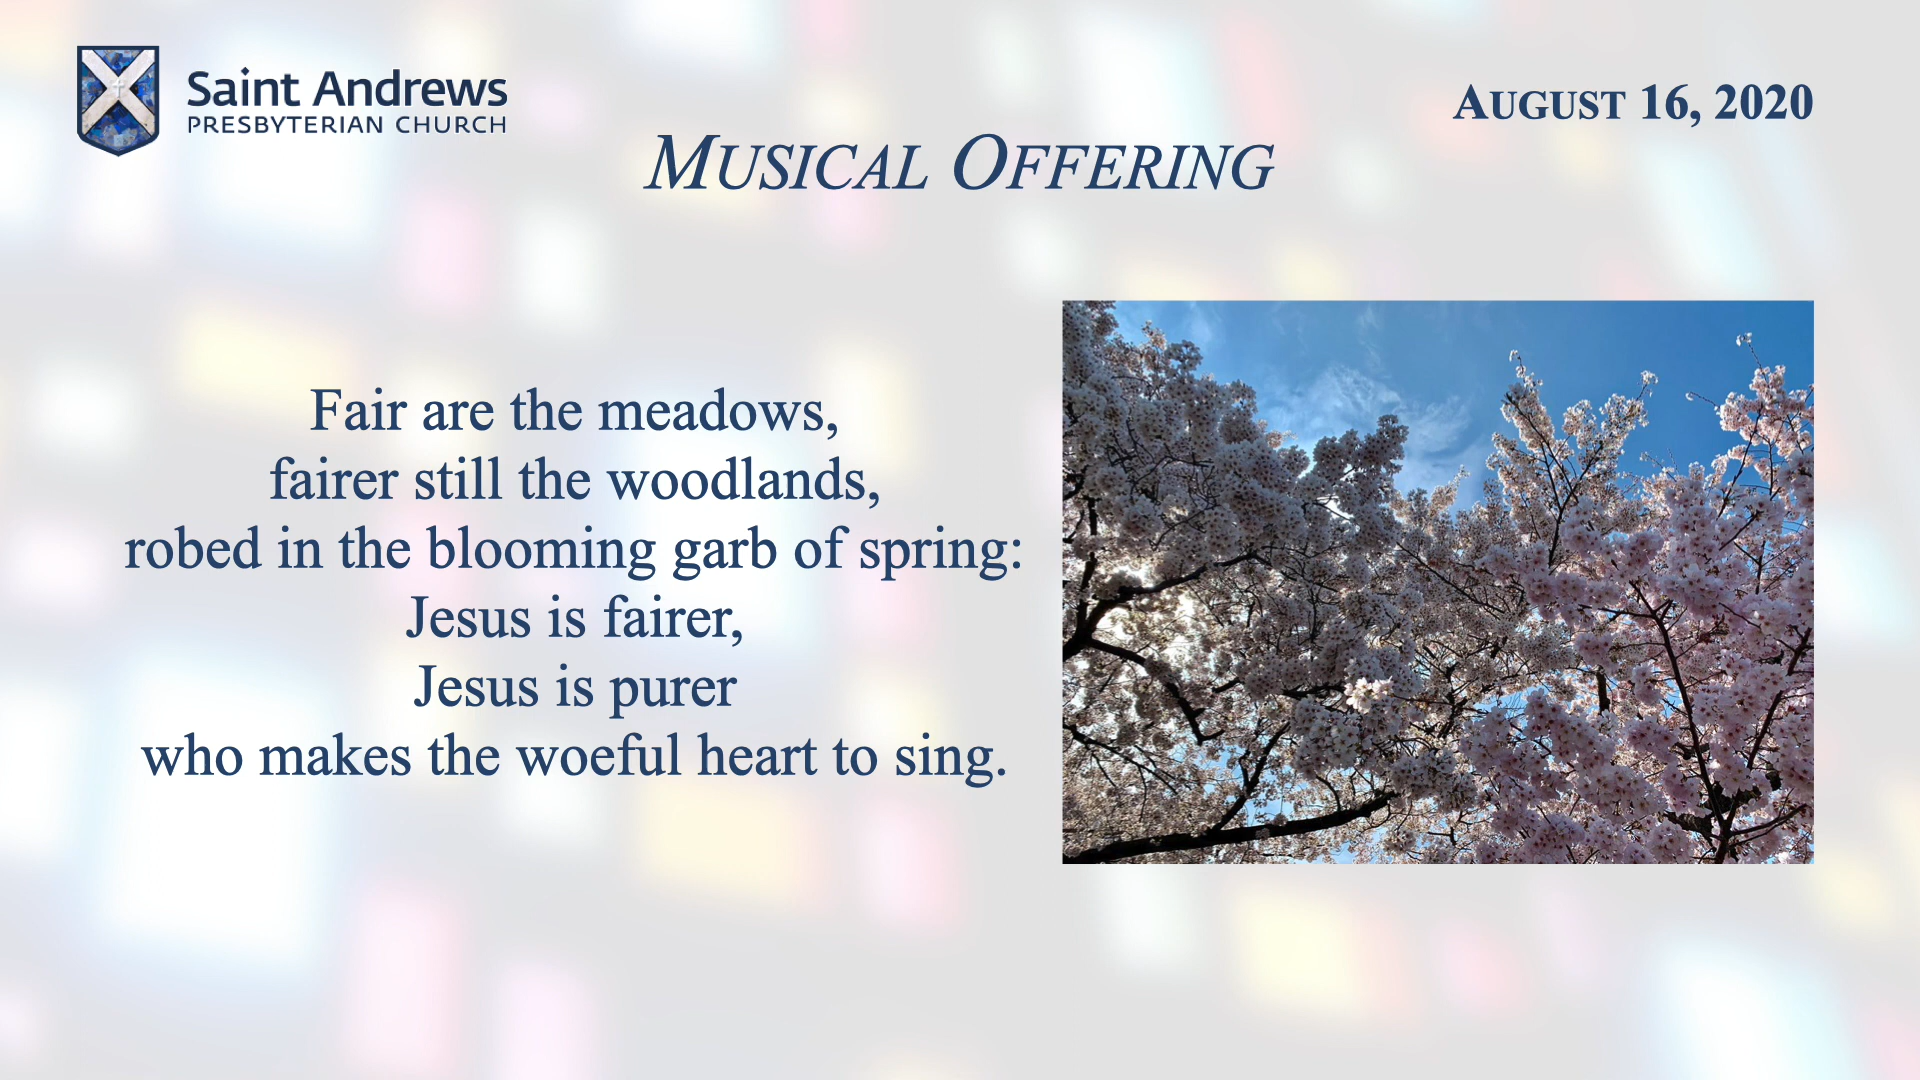 Saint Andrews
PRESBYTERIAN CHURCH
AUGUST 16, 2020
MUSICAL OFFERING
Fair are the meadows,
fairer still the woodlands,
robed in the blooming garb of spring:
Jesus is fairer,
Jesus is purer
who makes the woeful heart to sing.